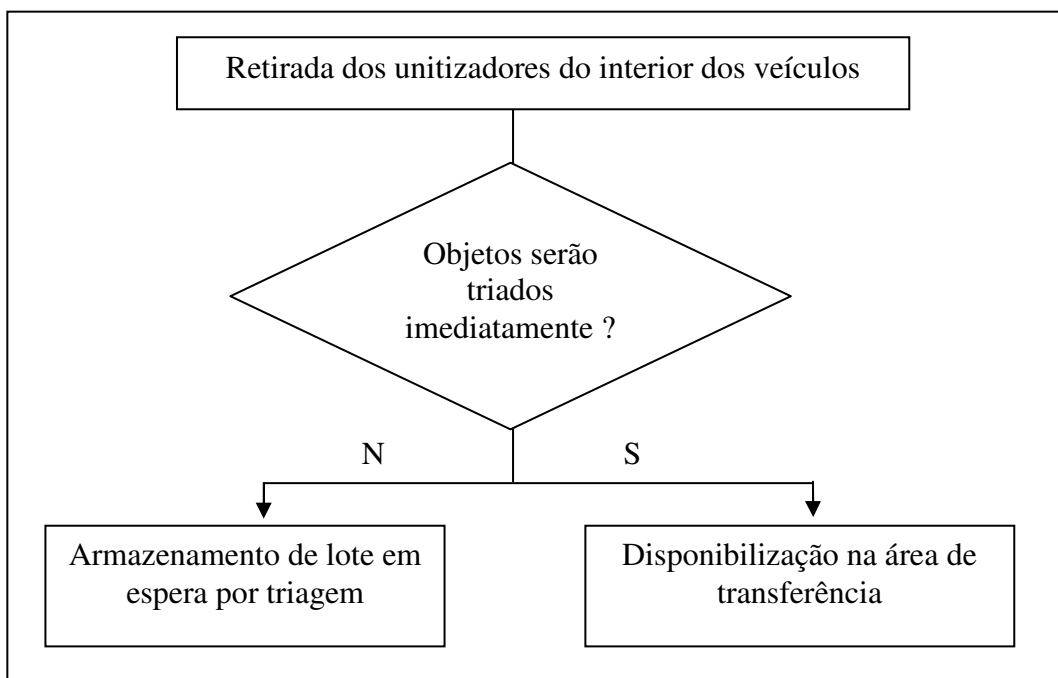 Retirada dos unitizadores do interior dos veículos
Objetos serão
triados
imediatamente ?
N
S
Armazenamento de lote em
espera por triagem
Disponibilização na área de
transferência